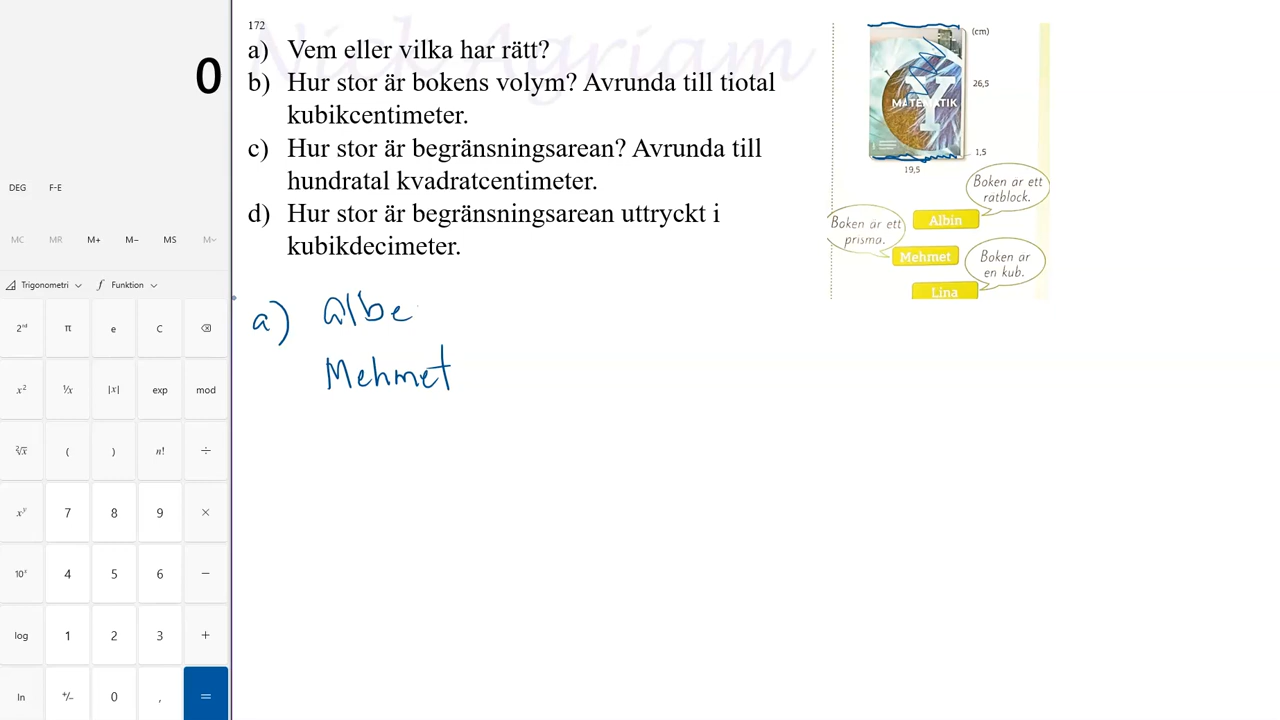 0
DEG F-E
MC MR M+ M− MS M˅
Trigonometri Funktion
2ⁿᵈ π e C
x² ⅟x |x| exp mod
²√x ( ) n! ÷
xʸ 7 8 9 ×
10ˣ 4 5 6 −
log 1 2 3 +
ln +/− 0 , =
172
a) Vem eller vilka har rätt?
b) Hur stor är bokens volym? Avrunda till tiotal
kubikcentimeter.
c) Hur stor är begränsningsarean? Avrunda till
hundratal kvadratcentimeter.
d) Hur stor är begränsningsarean uttryckt i
kubikdecimeter.
a) albe
Mehmet
(cm)
26,5
MATEMATIK
Y
1,5
19,5
Boken ar ett
ratblock.
Albin
Boken är ett
prisma.
Mehmet
Boken ar
en kub.
Lina